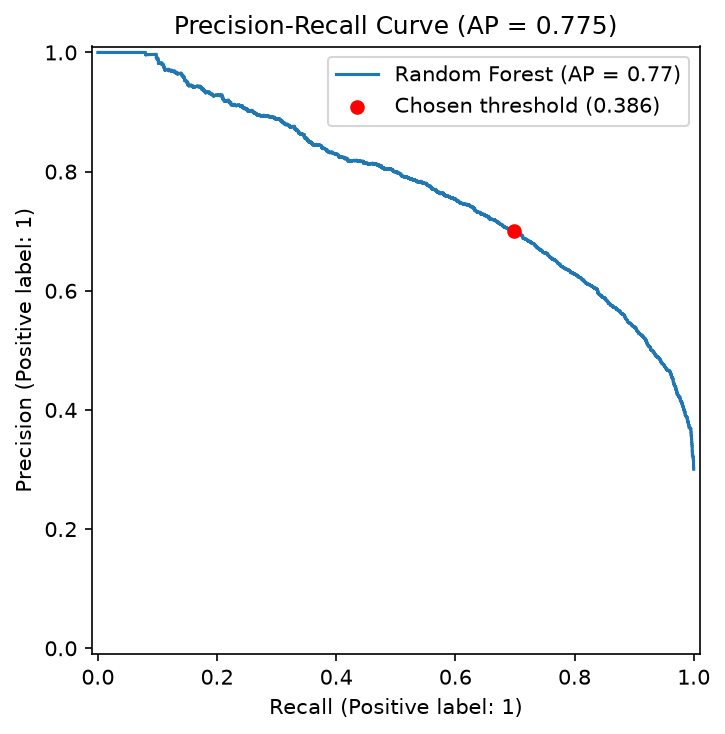 Precision-Recall Curve (AP = 0.775)
Random Forest (AP = 0.77)
Chosen threshold (0.386)
1.0
0.8
0.6
0.4
0.2
0.0
Precision (Positive label: 1)
0.0 0.2 0.4 0.6 0.8 1.0
Recall (Positive label: 1)